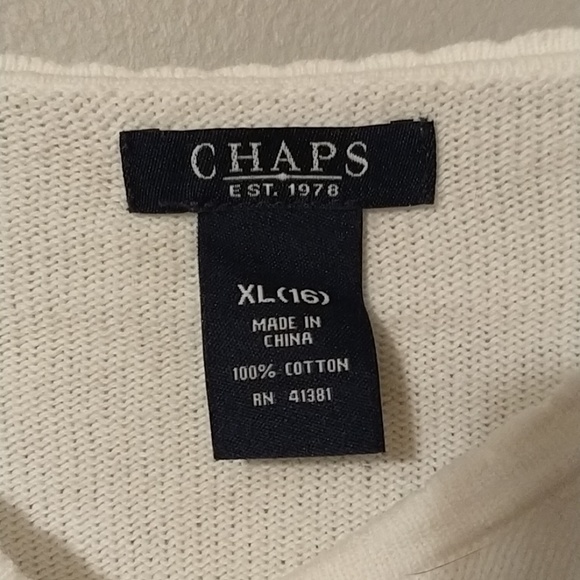 CHAPS
EST. 1978
XL(16)
MADE IN
CHINA
100% COTTON
RN 41381